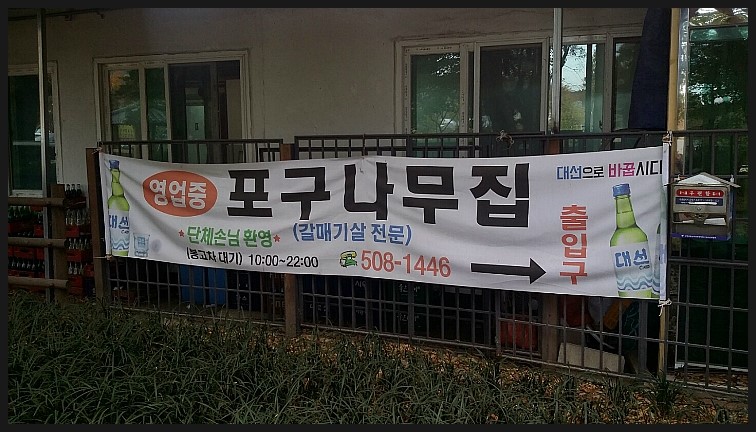 영업중
포구나무집
대선으로 바꿉시다
*단체손님 환영*
(갈매기살 전문)
(봉고차 대기) 10:00~22:00
508-1446
출입구
대선
대선